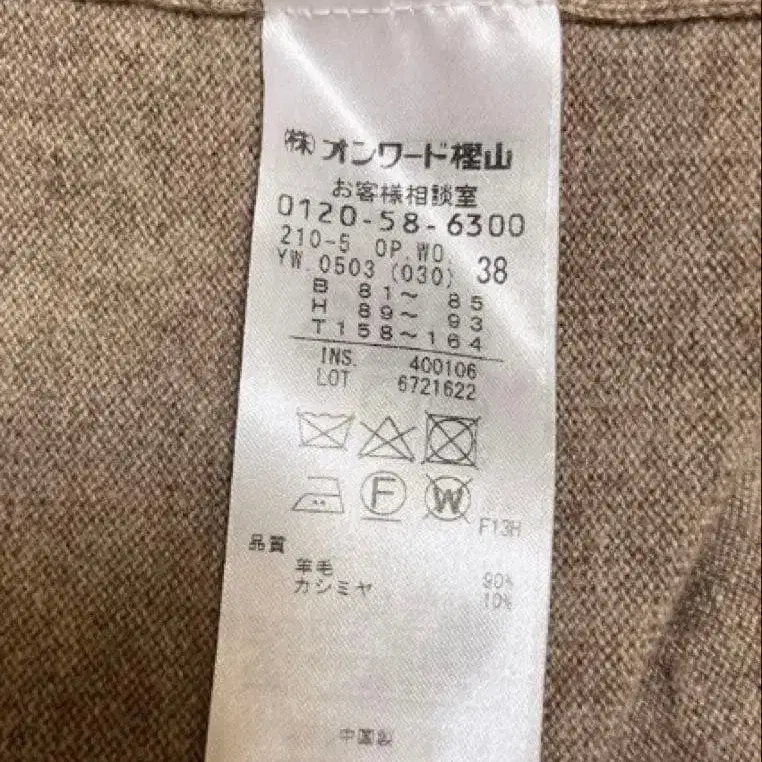 ㈱オンワード樫山
お客様相談室
0120-58-6300
210-5 OP.WO.
YW.0503 (030) 38
B 81～ 85
H 89～ 93
T158～164
INS. 400106
LOT 6721622
F W
F13H
品質
羊毛 90%
カシミヤ 10%
中国製